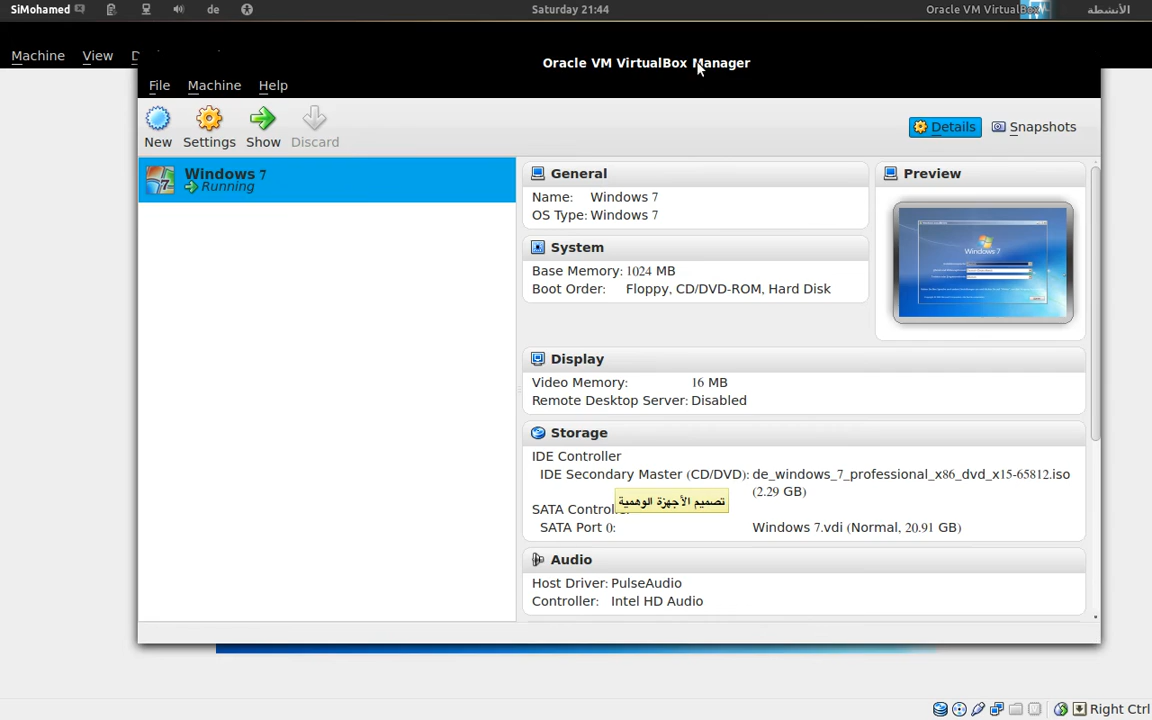 SiMohamed
de
Saturday 21:44
Oracle VM VirtualBox
الأنشطة
Machine
View
Oracle VM VirtualBox Manager
File
Machine
Help
New
Settings
Show
Discard
Details
Snapshots
Windows 7
Running
General
Name: Windows 7
OS Type: Windows 7
System
Base Memory: 1024 MB
Boot Order: Floppy, CD/DVD-ROM, Hard Disk
Preview
Windows 7
Display
Video Memory: 16 MB
Remote Desktop Server: Disabled
Storage
IDE Controller
IDE Secondary Master (CD/DVD): de_windows_7_professional_x86_dvd_x15-65812.iso
(2.29 GB)
تصميم الأجهزة الوهمية
SATA Controlle
SATA Port 0: Windows 7.vdi (Normal, 20.91 GB)
Audio
Host Driver: PulseAudio
Controller: Intel HD Audio
Right Ctrl